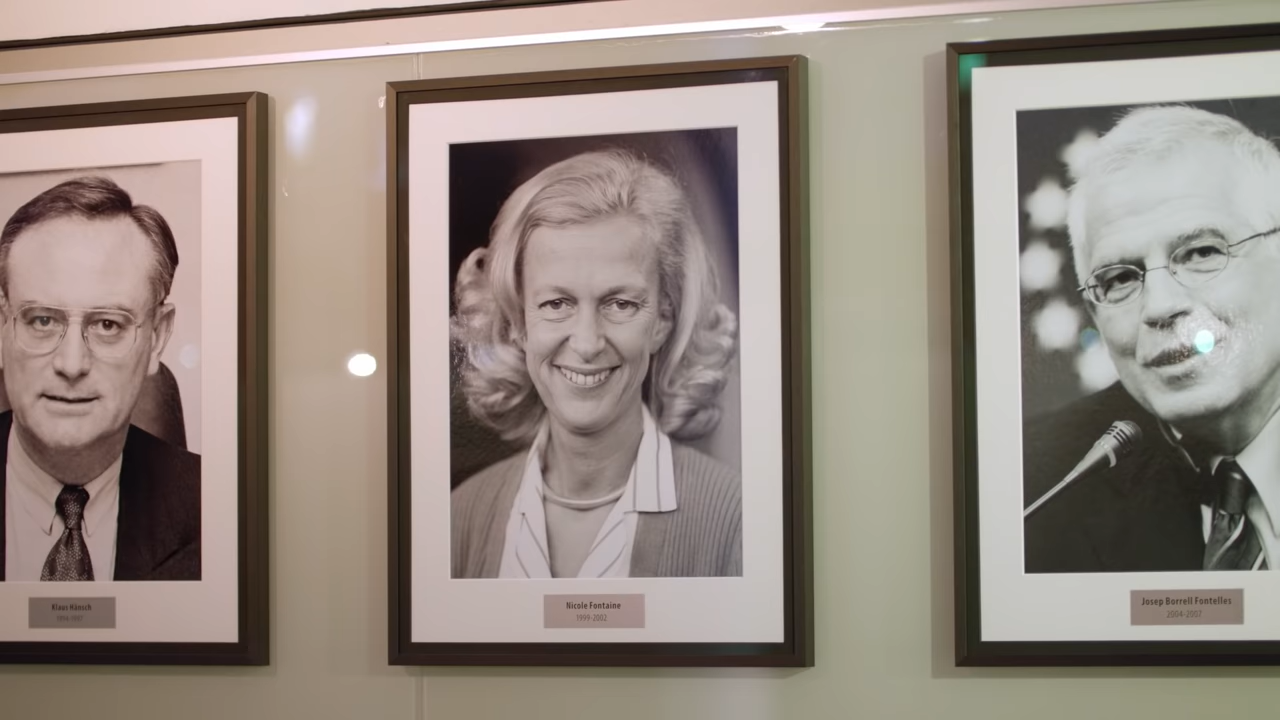 Klaus Hänsch
1994-1997
Nicole Fontaine
1999-2002
Josep Borrell Fontelles
2004-2007